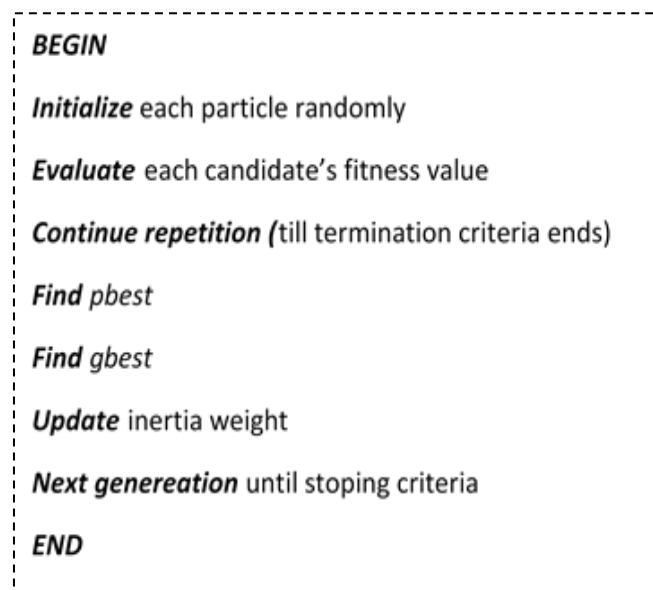 BEGIN
Initialize each particle randomly
Evaluate each candidate's fitness value
Continue repetition (till termination criteria ends)
Find pbest
Find gbest
Update inertia weight
Next genereation until stoping criteria
END